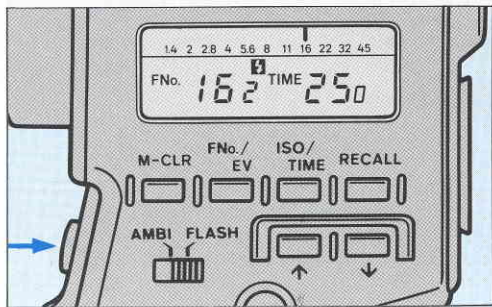 1.4 2 2.8 4 5.6 8 11 16 22 32 45
FNo. 16 2 TIME 250
M-CLR FNo./EV ISO/TIME RECALL
AMBI FLASH